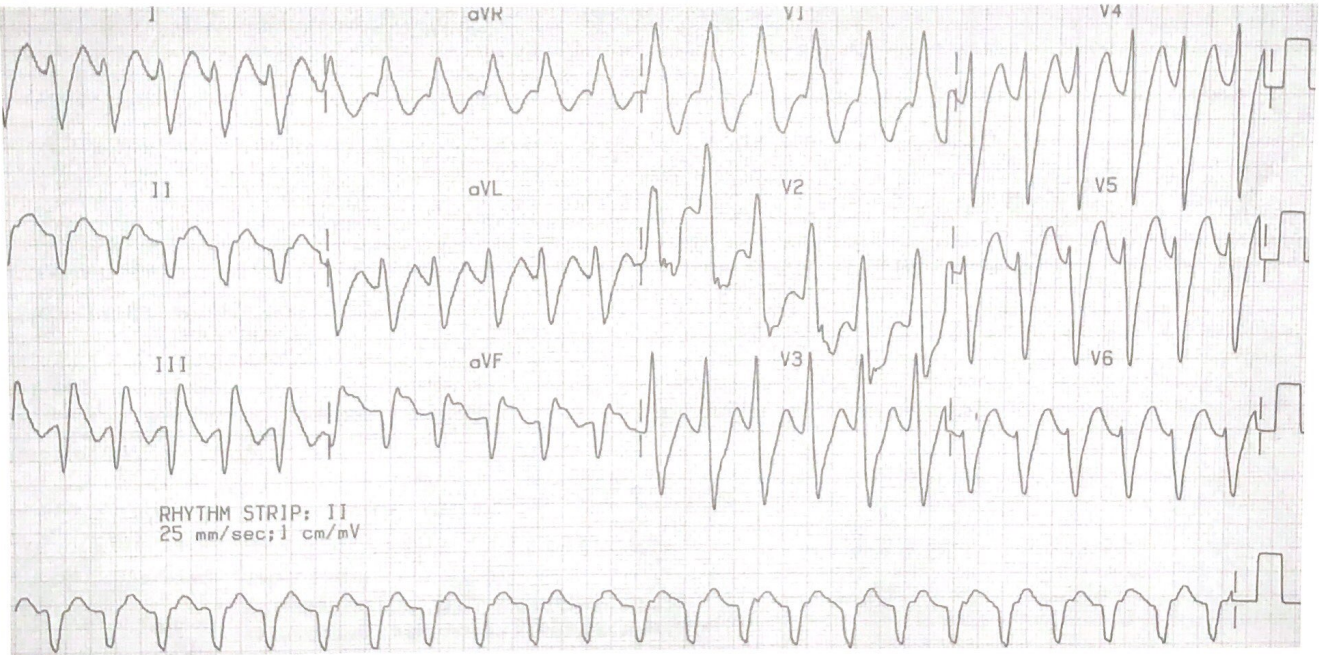 I aVR V1 V4
II aVL V2 V5
III aVF V3 V6
RHYTHM STRIP: II
25 mm/sec;1 cm/mV